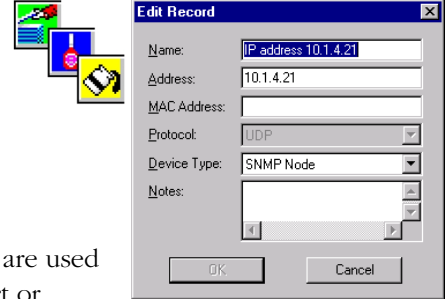 Edit Record
Name: IP address 10.1.4.21
Address: 10.1.4.21
MAC Address:
Protocol: UDP
Device Type: SNMP Node
Notes:
OK Cancel
are used
or